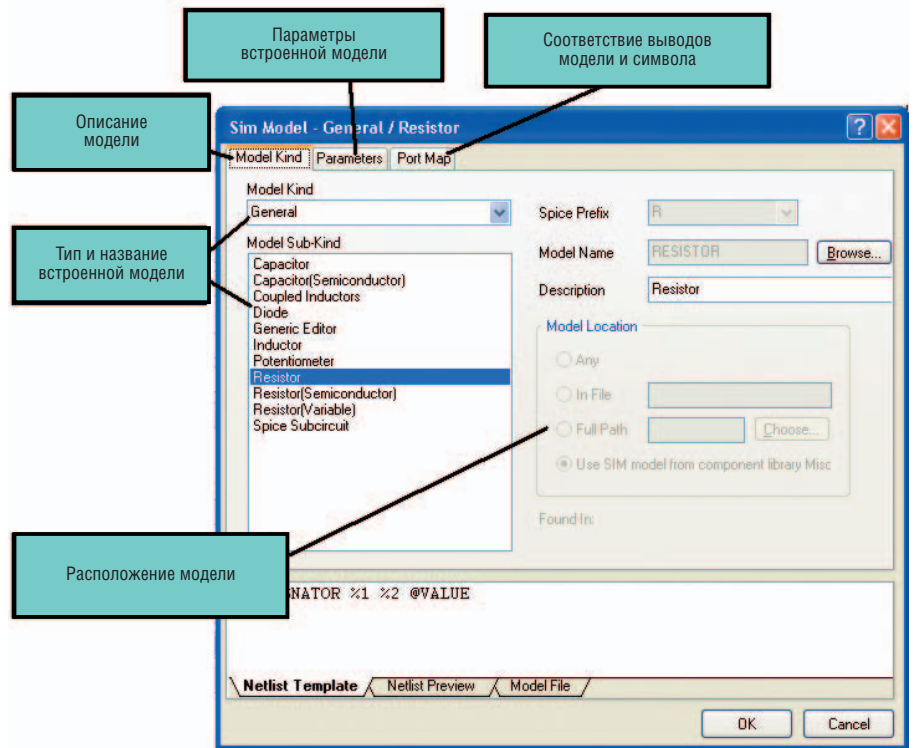 Параметры
встроенной модели
Соответствие выводов
модели и символа
Описание
модели
Sim Model - General / Resistor
Model Kind
Parameters
Port Map
Model Kind
General
Spice Prefix
R
Тип и название
встроенной модели
Model Sub-Kind
Capacitor
Capacitor(Semiconductor)
Coupled Inductors
Diode
Generic Editor
Inductor
Potentiometer
Resistor
Resistor(Semiconductor)
Resistor(Variable)
Spice Subcircuit
Model Name
RESISTOR
Browse...
Description
Resistor
Model Location
Any
In File
Full Path
Choose...
Use SIM model from component library Misc
Found In:
Расположение модели
NATOR %1 %2 @VALUE
Netlist Template
Netlist Preview
Model File
OK
Cancel